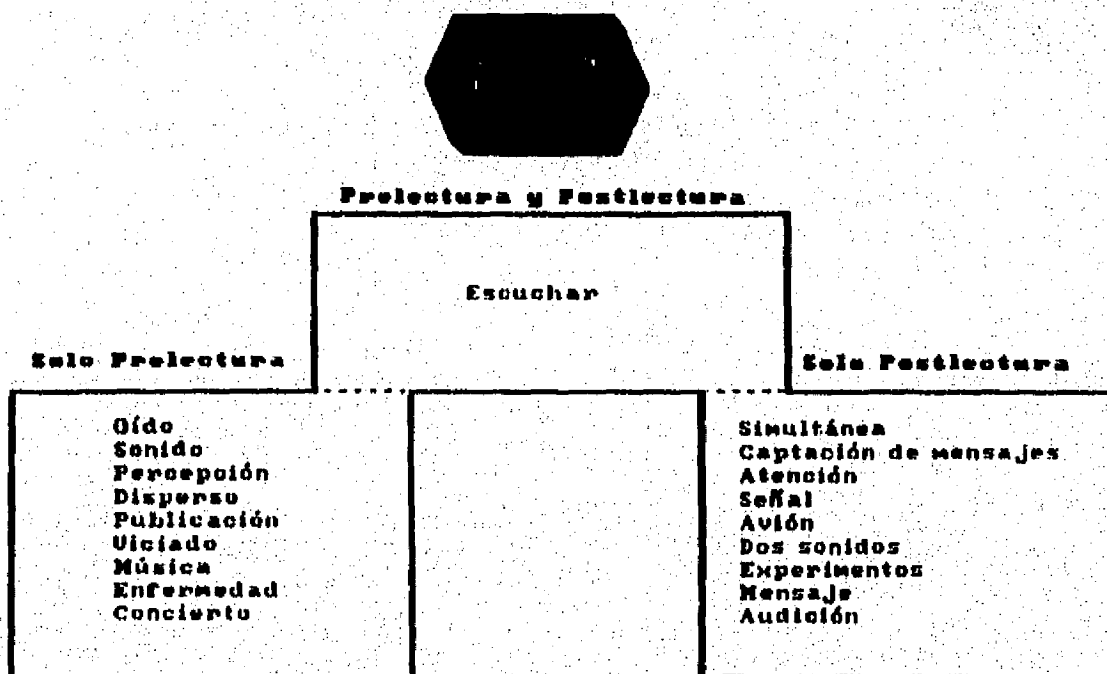 Prelectura y Postlectura
Escuchar
Solo Prelectura
Oído
Sonido
Percepción
Disperso
Publicación
Viciado
Música
Enfermedad
Concierto
Solo Postlectura
Simultánea
Captación de mensajes
Atención
Señal
Avión
Dos sonidos
Experimentos
Mensaje
Audición